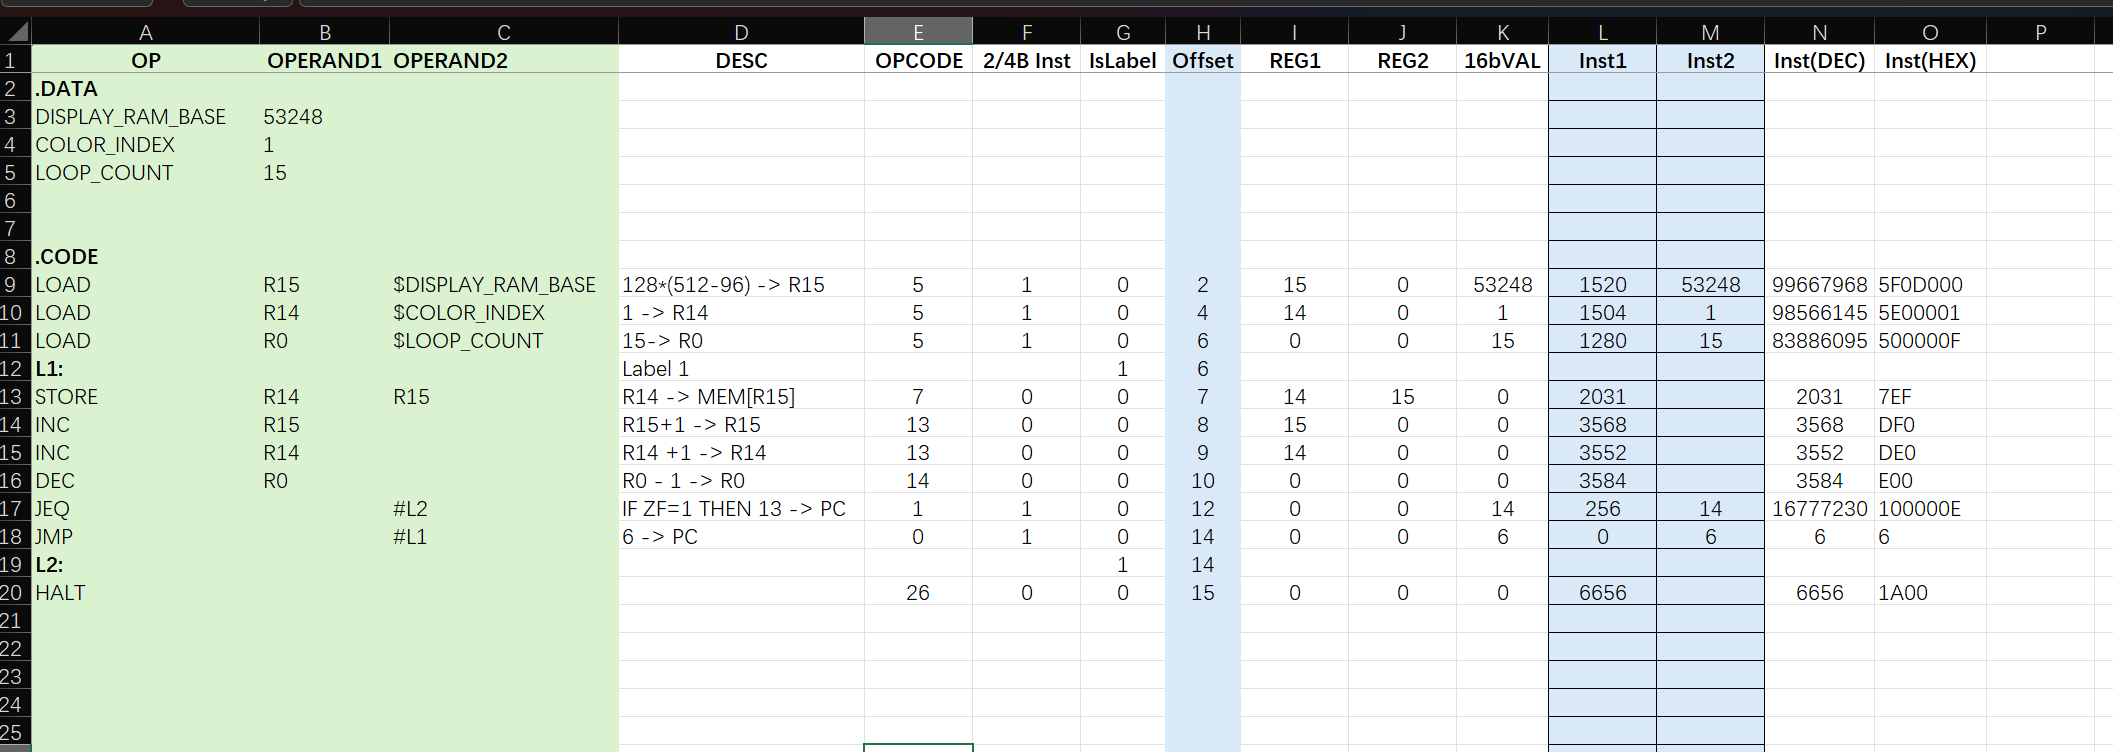 A B C D E F G H I J K L M N O P
1 OP OPERAND1 OPERAND2 DESC OPCODE 2/4B Inst IsLabel Offset REG1 REG2 16bVAL Inst1 Inst2 Inst(DEC) Inst(HEX)
2 .DATA
3 DISPLAY_RAM_BASE 53248
4 COLOR_INDEX 1
5 LOOP_COUNT 15
6
7
8 .CODE
9 LOAD R15 $DISPLAY_RAM_BASE 128*(512-96) -> R15 5 1 0 2 15 0 53248 1520 53248 99667968 5F0D000
10 LOAD R14 $COLOR_INDEX 1 -> R14 5 1 0 4 14 0 1 1504 1 98566145 5E00001
11 LOAD R0 $LOOP_COUNT 15-> R0 5 1 0 6 0 0 15 1280 15 83886095 500000F
12 L1: Label 1 1 6
13 STORE R14 R15 R14 -> MEM[R15] 7 0 0 7 14 15 0 2031 2031 7EF
14 INC R15 R15+1 -> R15 13 0 0 8 15 0 0 3568 3568 DF0
15 INC R14 R14 +1 -> R14 13 0 0 9 14 0 0 3552 3552 DE0
16 DEC R0 R0 - 1 -> R0 14 0 0 10 0 0 0 3584 3584 E00
17 JEQ #L2 IF ZF=1 THEN 13 -> PC 1 1 0 12 0 0 14 256 14 16777230 100000E
18 JMP #L1 6 -> PC 0 1 0 14 0 0 6 0 6 6 6
19 L2: 1 14
20 HALT 26 0 0 15 0 0 0 6656 6656 1A00
21
22
23
24
25